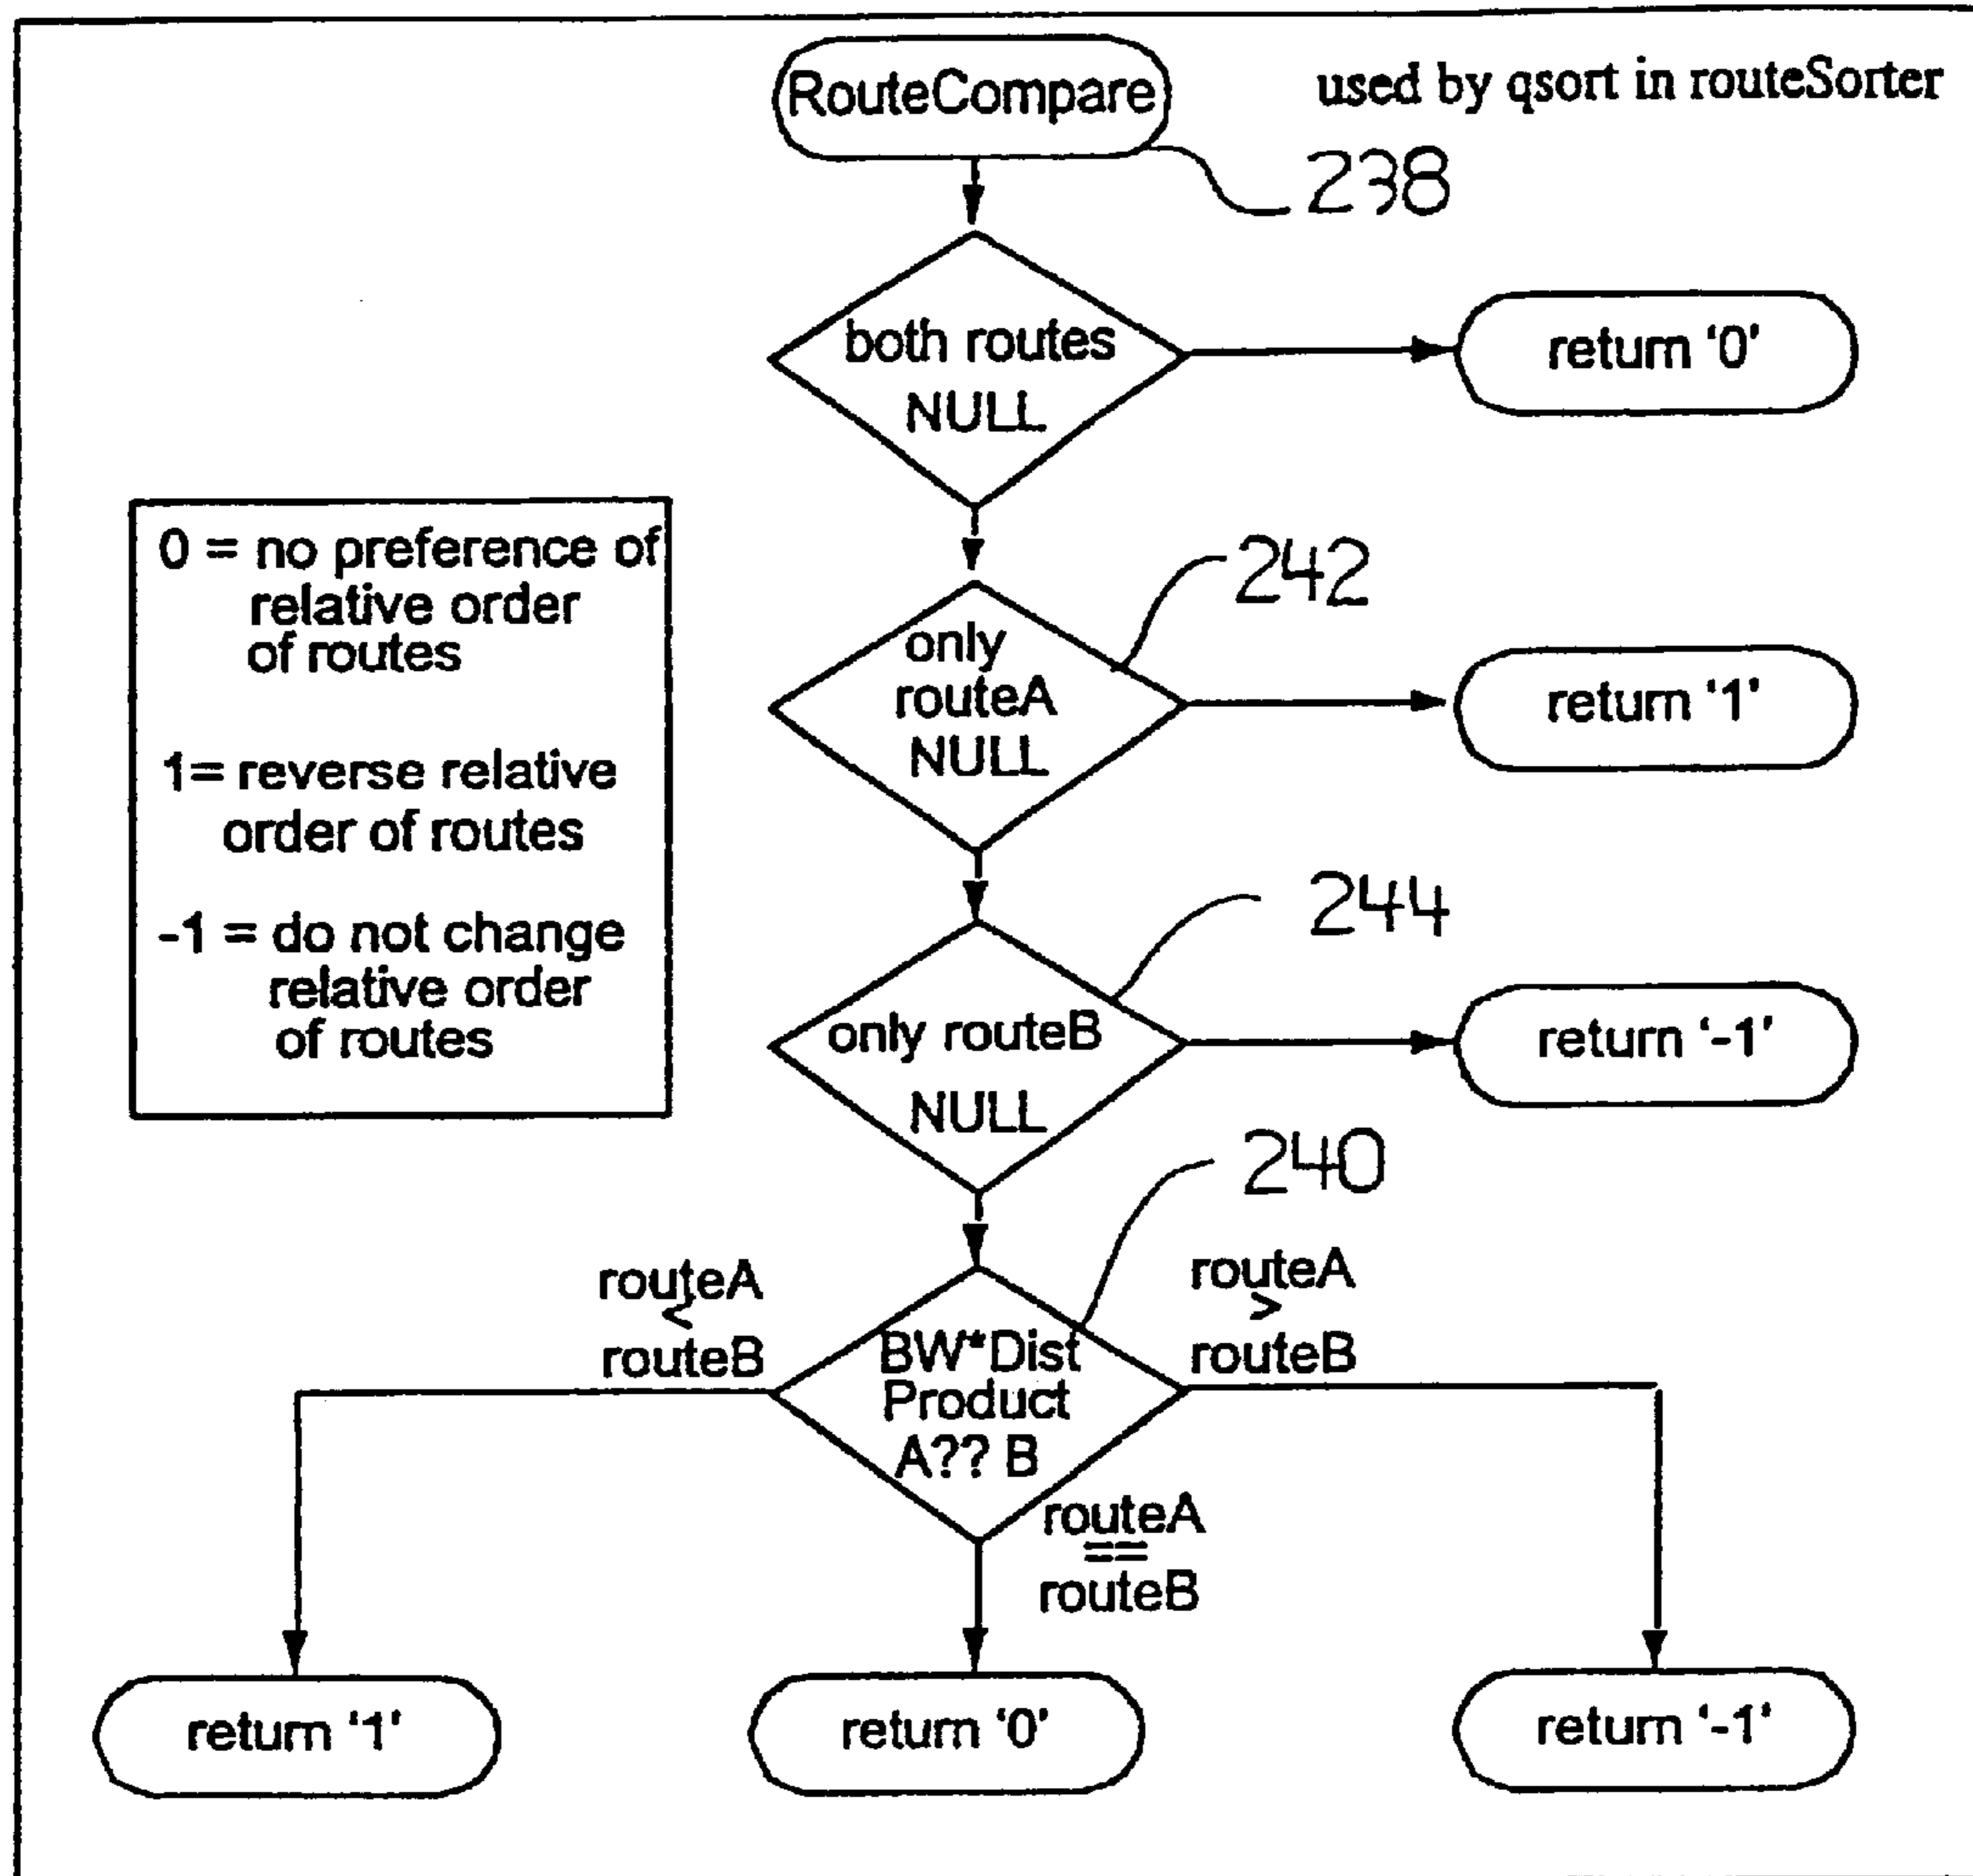 RouteCompare
used by qsort in routeSorter
238
both routes
NULL
return '0'
0 = no preference of
relative order
of routes
1= reverse relative
order of routes
-1 = do not change
relative order
of routes
242
only
routeA
NULL
return '1'
244
only routeB
NULL
return '-1'
240
routeA
<
routeB
BW*Dist
Product
A?? B
routeA
>
routeB
routeA
==
routeB
return '1'
return '0'
return '-1'